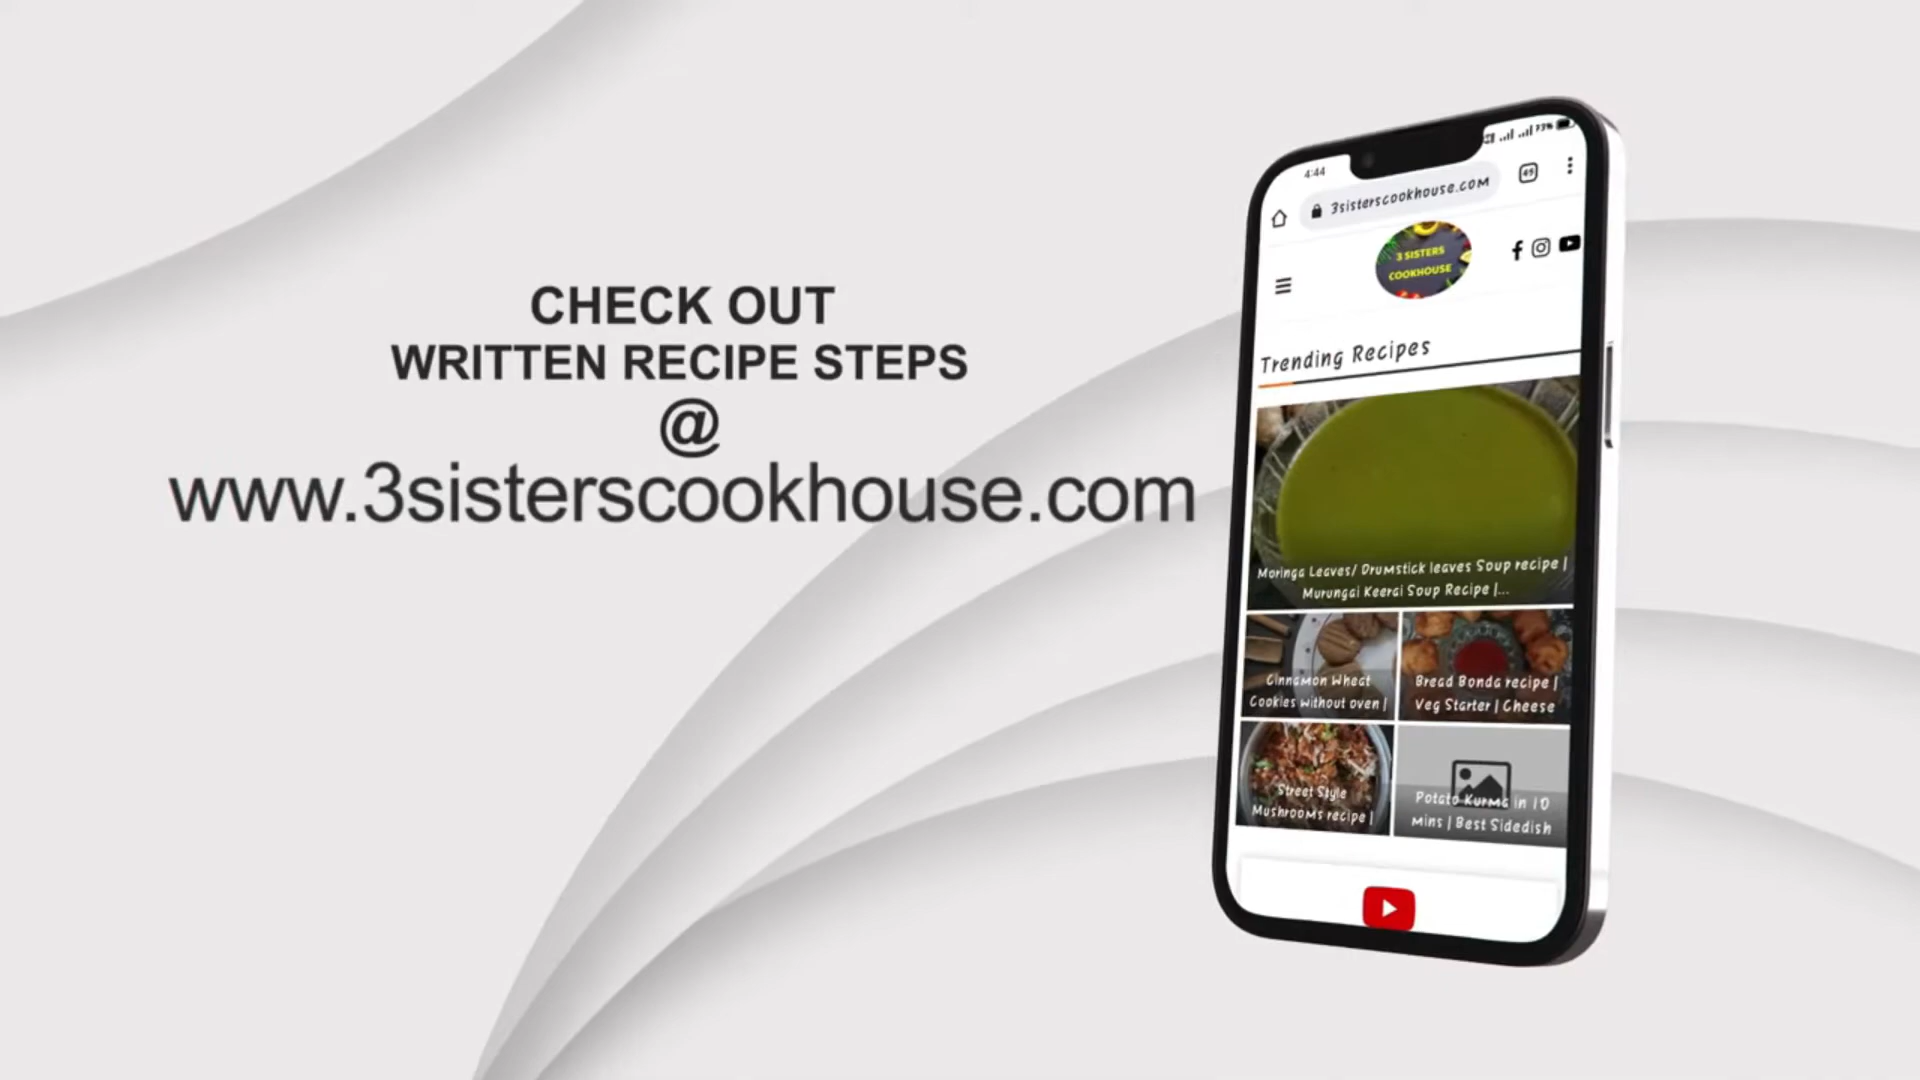 CHECK OUT
WRITTEN RECIPE STEPS
@
www.3sisterscookhouse.com
4:44
73%
3sisterscookhouse.com
45
3 SISTERS
COOKHOUSE
Trending Recipes
Moringa Leaves/ Drumstick leaves Soup recipe |
Murungai Keerai Soup Recipe |...
Cinnamon Wheat
Cookies without oven |
Bread Bonda recipe |
Veg Starter | Cheese
Street Style
Mushrooms recipe |
Potato Kurma in 10
mins | Best Sidedish